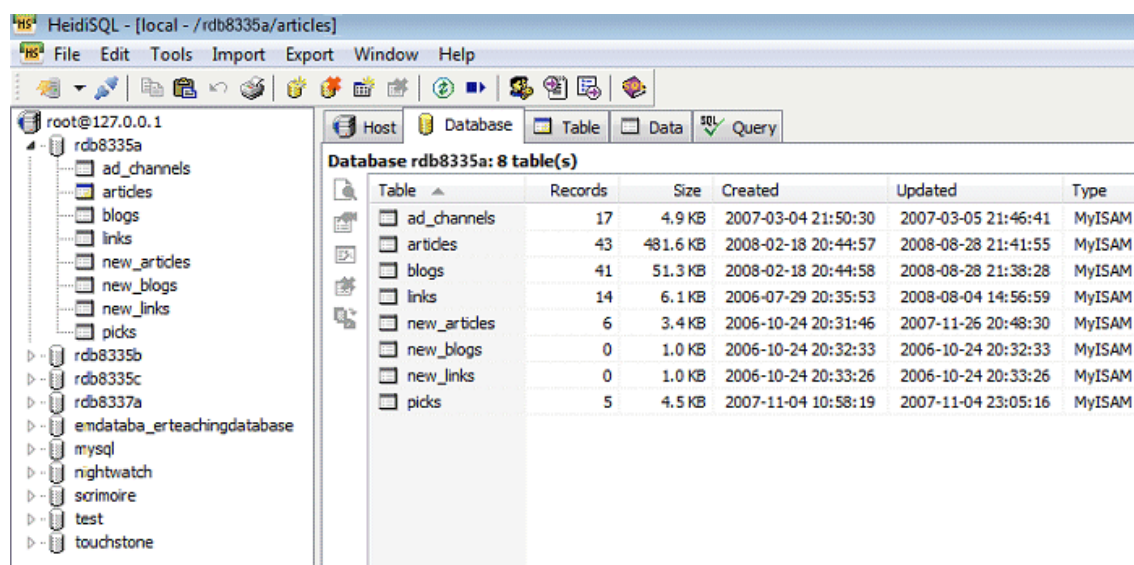 HeidiSQL - [local - /rdb8335a/articles]
File Edit Tools Import Export Window Help
root@127.0.0.1
rdb8335a
ad_channels
articles
blogs
links
new_articles
new_blogs
new_links
picks
rdb8335b
rdb8335c
rdb8337a
emdataba_erteachingdatabase
mysql
nightwatch
scrimoire
test
touchstone
Host Database Table Data SQL Query
Database rdb8335a: 8 table(s)
Table Records Size Created Updated Type
ad_channels 17 4.9 KB 2007-03-04 21:50:30 2007-03-05 21:46:41 MyISAM
articles 43 481.6 KB 2008-02-18 20:44:57 2008-08-28 21:41:55 MyISAM
blogs 41 51.3 KB 2008-02-18 20:44:58 2008-08-28 21:38:28 MyISAM
links 14 6.1 KB 2006-07-29 20:35:53 2008-08-04 14:56:59 MyISAM
new_articles 6 3.4 KB 2006-10-24 20:31:46 2007-11-26 20:48:30 MyISAM
new_blogs 0 1.0 KB 2006-10-24 20:32:33 2006-10-24 20:32:33 MyISAM
new_links 0 1.0 KB 2006-10-24 20:33:26 2006-10-24 20:33:26 MyISAM
picks 5 4.5 KB 2007-11-04 10:58:19 2007-11-04 23:05:16 MyISAM